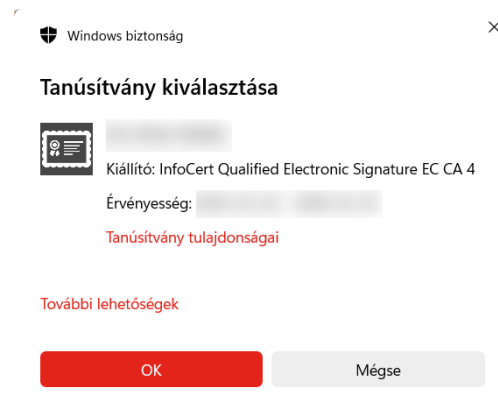 Windows biztonság
Tanúsítvány kiválasztása
Kiállító: InfoCert Qualified Electronic Signature EC CA 4
Érvényesség:
Tanúsítvány tulajdonságai
További lehetőségek
OK
Mégse